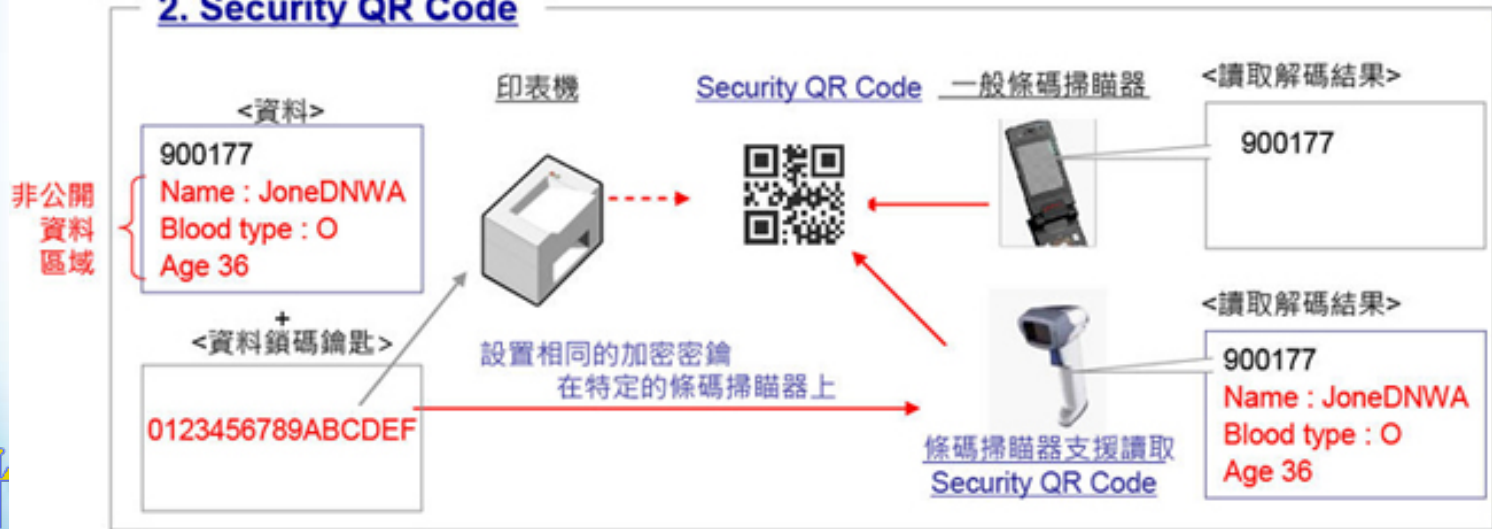 2. Security QR Code
<資料>
900177
Name : JoneDNWA
Blood type : O
Age 36
非公開
資料
區域
+
<資料鎖碼鑰匙>
0123456789ABCDEF
印表機
Security QR Code
一般條碼掃瞄器
<讀取解碼結果>
900177
設置相同的加密密鑰
在特定的條碼掃瞄器上
條碼掃瞄器支援讀取
Security QR Code
<讀取解碼結果>
900177
Name : JoneDNWA
Blood type : O
Age 36